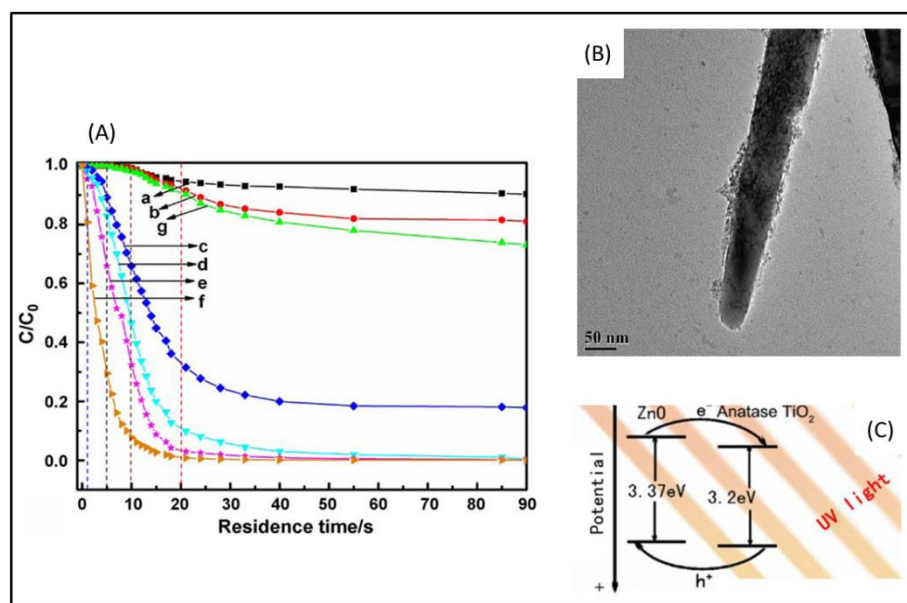 (A)
1.0
0.8
0.6
0.4
0.2
0.0
C/C₀
a
b
g
c
d
e
f
0 10 20 30 40 50 60 70 80 90
Residence time/s
(B)
50 nm
(C)
ZnO e⁻ Anatase TiO₂
Potential
3.37eV 3.2eV
UV light
+ h⁺